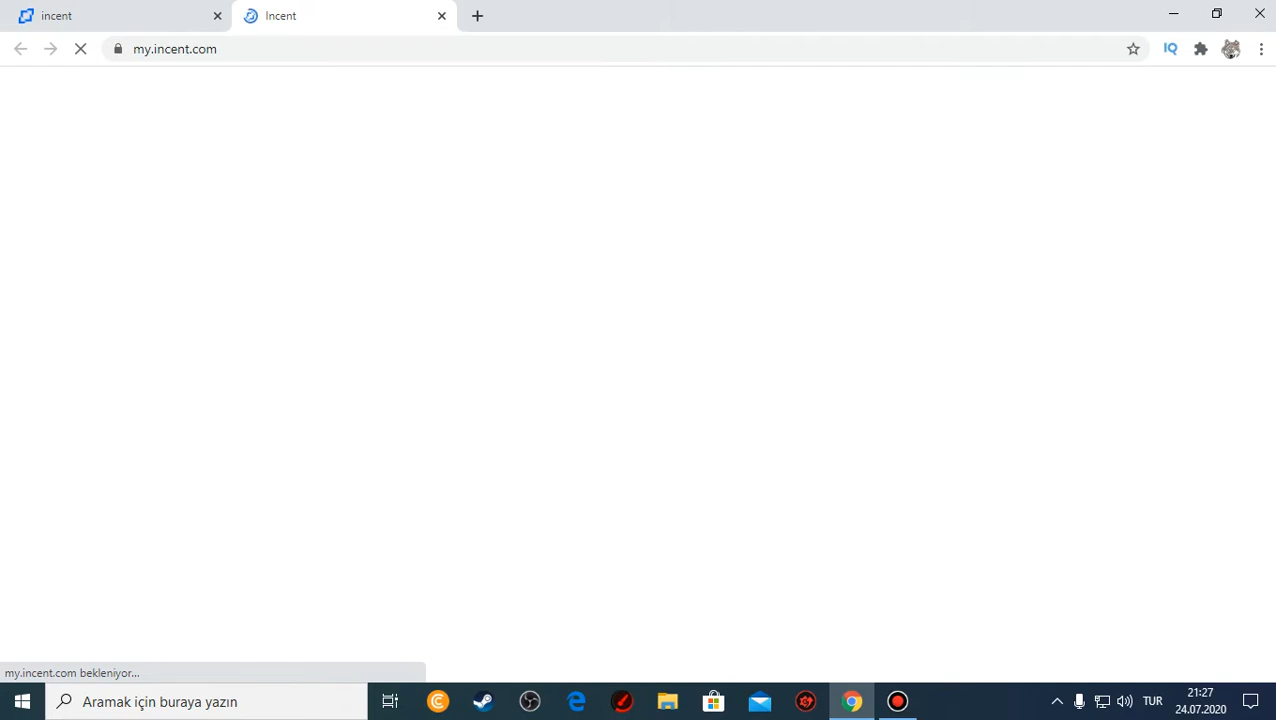 incent
Incent
my.incent.com
IQ
my.incent.com bekleniyor...
Aramak için buraya yazın
TUR
21:27
24.07.2020